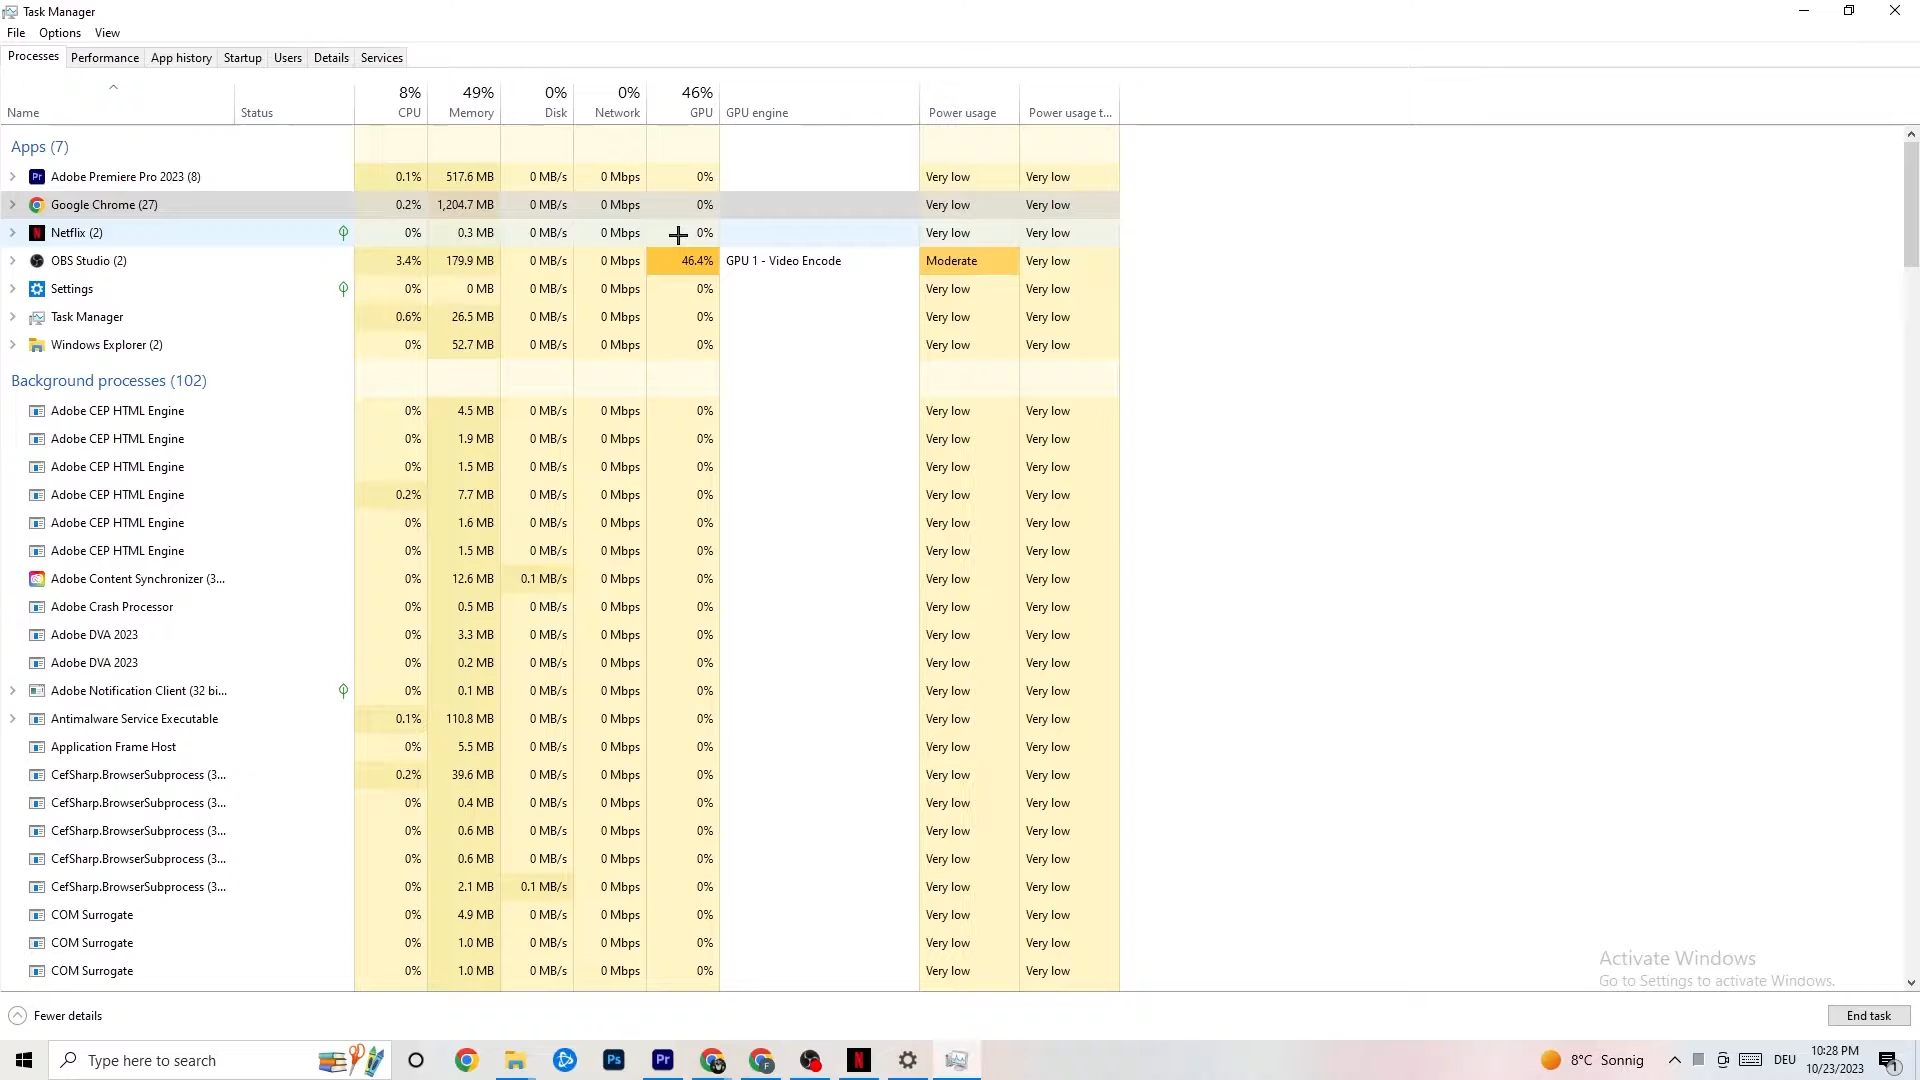 Task Manager
File Options View
Processes Performance App history Startup Users Details Services
8% 49% 0% 0% 46%
Name Status CPU Memory Disk Network GPU GPU engine Power usage Power usage t...
Apps (7)
Adobe Premiere Pro 2023 (8) 0.1% 517.6 MB 0 MB/s 0 Mbps 0% Very low Very low
Google Chrome (27) 0.2% 1,204.7 MB 0 MB/s 0 Mbps 0% Very low Very low
Netflix (2) 0% 0.3 MB 0 MB/s 0 Mbps 0% Very low Very low
OBS Studio (2) 3.4% 179.9 MB 0 MB/s 0 Mbps 46.4% GPU 1 - Video Encode Moderate Very low
Settings 0% 0 MB 0 MB/s 0 Mbps 0% Very low Very low
Task Manager 0.6% 26.5 MB 0 MB/s 0 Mbps 0% Very low Very low
Windows Explorer (2) 0% 52.7 MB 0 MB/s 0 Mbps 0% Very low Very low
Background processes (102)
Adobe CEP HTML Engine 0% 4.5 MB 0 MB/s 0 Mbps 0% Very low Very low
Adobe CEP HTML Engine 0% 1.9 MB 0 MB/s 0 Mbps 0% Very low Very low
Adobe CEP HTML Engine 0% 1.5 MB 0 MB/s 0 Mbps 0% Very low Very low
Adobe CEP HTML Engine 0.2% 7.7 MB 0 MB/s 0 Mbps 0% Very low Very low
Adobe CEP HTML Engine 0% 1.6 MB 0 MB/s 0 Mbps 0% Very low Very low
Adobe CEP HTML Engine 0% 1.5 MB 0 MB/s 0 Mbps 0% Very low Very low
Adobe Content Synchronizer (3... 0% 12.6 MB 0.1 MB/s 0 Mbps 0% Very low Very low
Adobe Crash Processor 0% 0.5 MB 0 MB/s 0 Mbps 0% Very low Very low
Adobe DVA 2023 0% 3.3 MB 0 MB/s 0 Mbps 0% Very low Very low
Adobe DVA 2023 0% 0.2 MB 0 MB/s 0 Mbps 0% Very low Very low
Adobe Notification Client (32 bi... 0% 0.1 MB 0 MB/s 0 Mbps 0% Very low Very low
Antimalware Service Executable 0.1% 110.8 MB 0 MB/s 0 Mbps 0% Very low Very low
Application Frame Host 0% 5.5 MB 0 MB/s 0 Mbps 0% Very low Very low
CefSharp.BrowserSubprocess (3... 0.2% 39.6 MB 0 MB/s 0 Mbps 0% Very low Very low
CefSharp.BrowserSubprocess (3... 0% 0.4 MB 0 MB/s 0 Mbps 0% Very low Very low
CefSharp.BrowserSubprocess (3... 0% 0.6 MB 0 MB/s 0 Mbps 0% Very low Very low
CefSharp.BrowserSubprocess (3... 0% 0.6 MB 0 MB/s 0 Mbps 0% Very low Very low
CefSharp.BrowserSubprocess (3... 0% 2.1 MB 0.1 MB/s 0 Mbps 0% Very low Very low
COM Surrogate 0% 4.9 MB 0 MB/s 0 Mbps 0% Very low Very low
COM Surrogate 0% 1.0 MB 0 MB/s 0 Mbps 0% Very low Very low
COM Surrogate 0% 1.0 MB 0 MB/s 0 Mbps 0% Very low Very low
Activate Windows
Go to Settings to activate Windows.
Fewer details End task
Type here to search 8°C Sonnig DEU 10:28 PM
10/23/2023